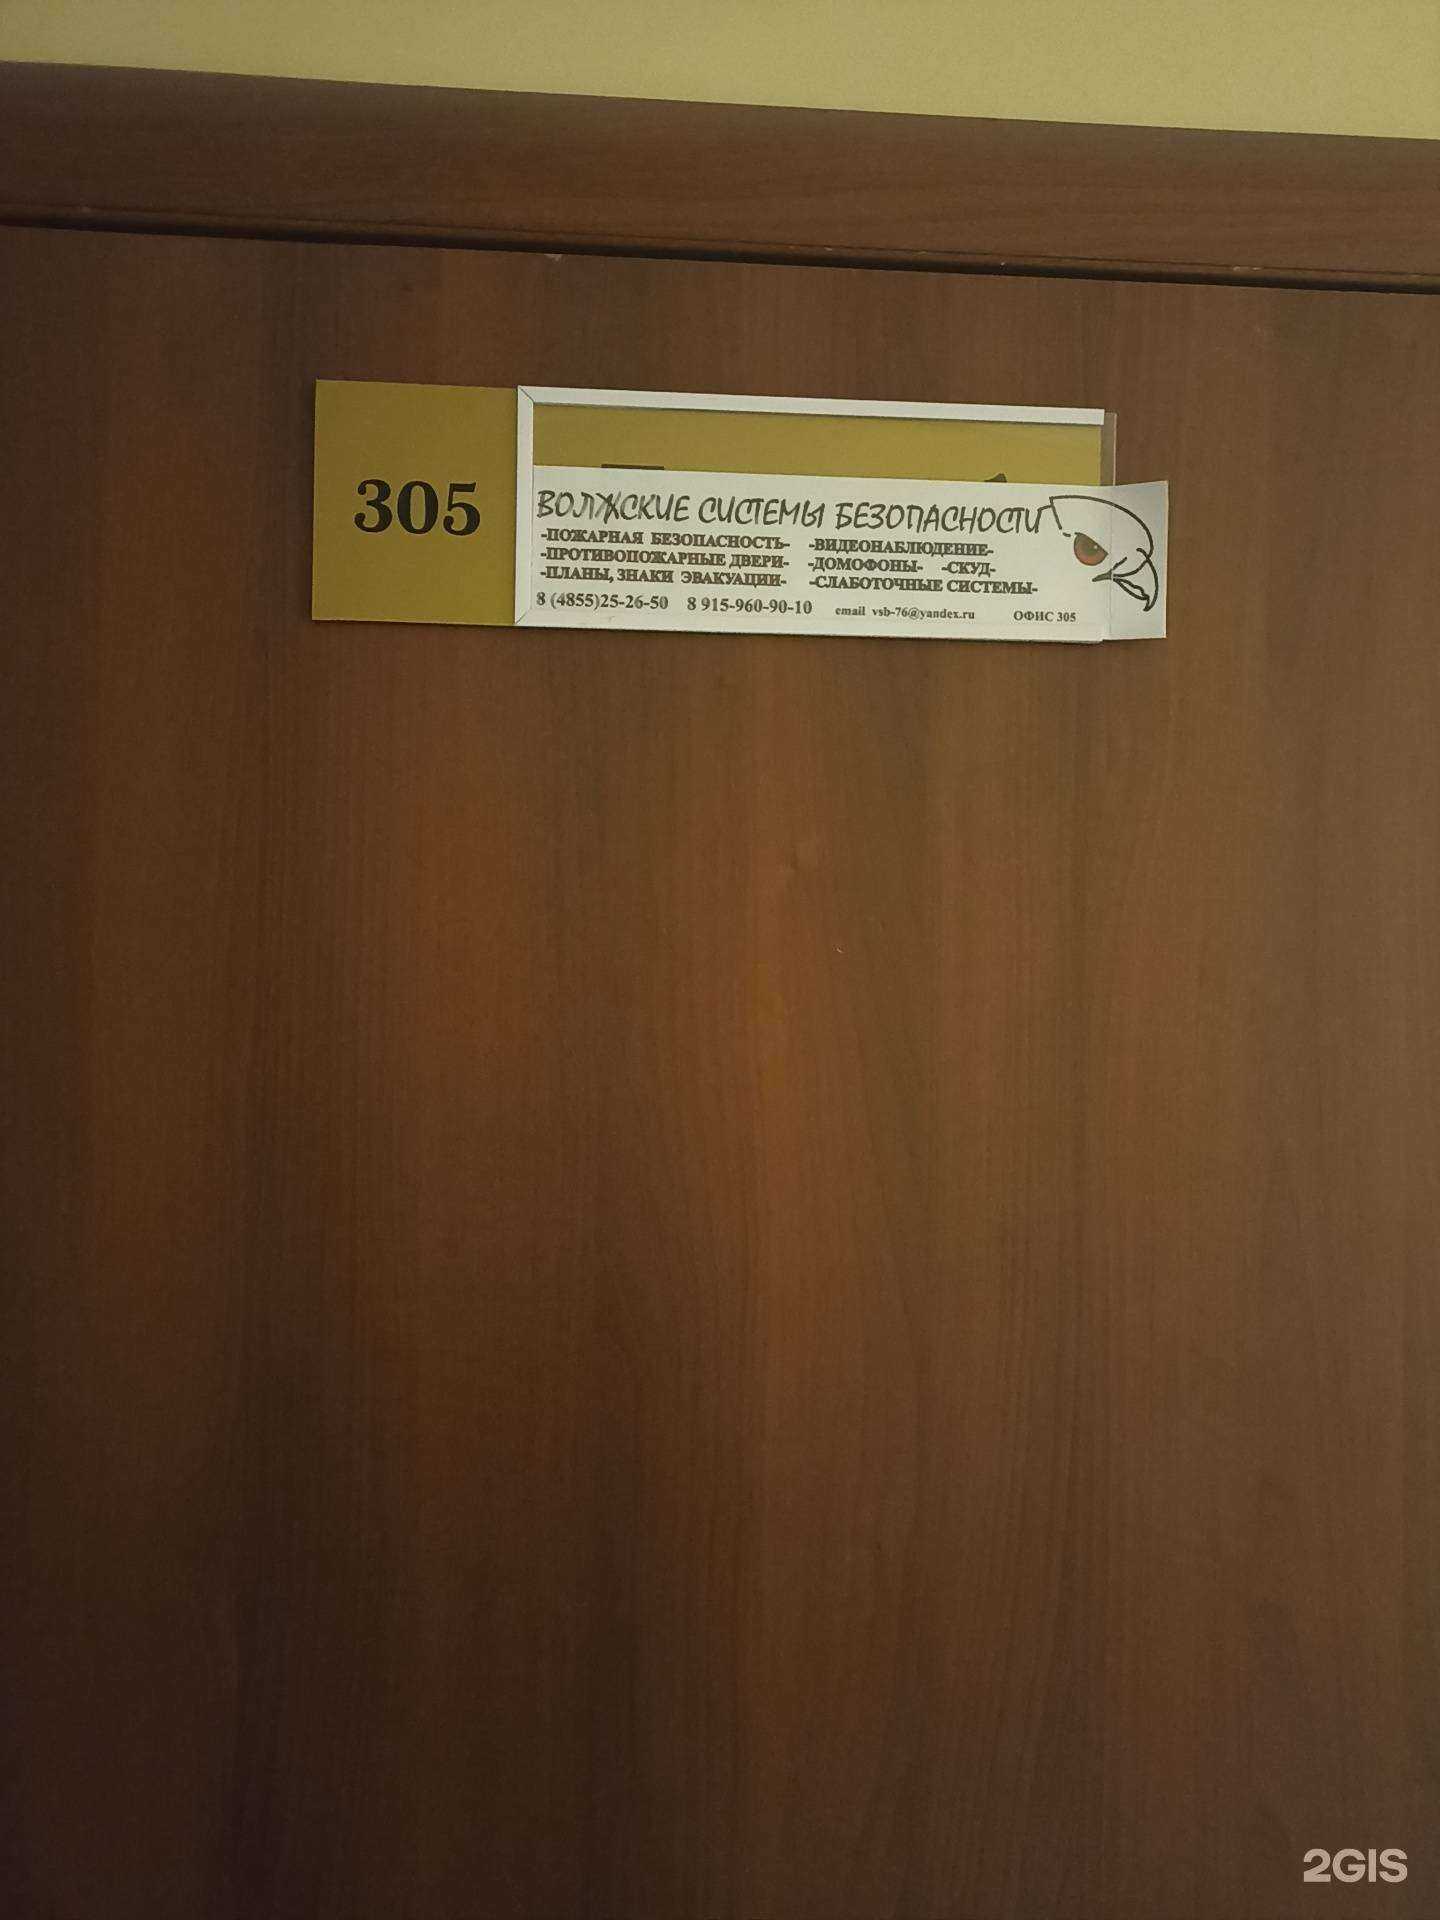 305
ВОЛЖСКИЕ СИСТЕМЫ БЕЗОПАСНОСТИ
-ПОЖАРНАЯ БЕЗОПАСНОСТЬ- -ВИДЕОНАБЛЮДЕНИЕ-
-ПРОТИВОПОЖАРНЫЕ ДВЕРИ- -ДОМОФОНЫ- -СКУД-
-ПЛАНЫ, ЗНАКИ ЭВАКУАЦИИ- -СЛАБОТОЧНЫЕ СИСТЕМЫ-
8 (4855)25-26-50 8 915-960-90-10 email vsb-76@yandex.ru ОФИС 305
2GIS